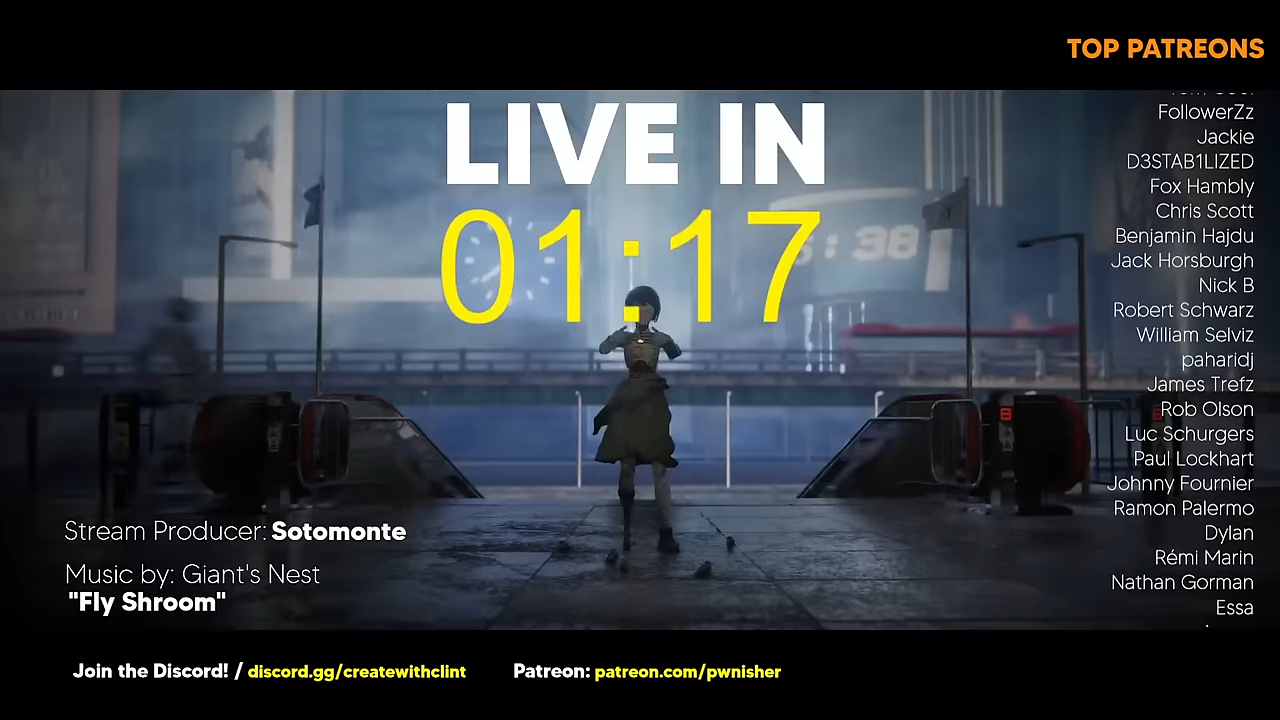 TOP PATREONS
LIVE IN
01:17
: 38
FollowerZz
Jackie
D3STAB1LIZED
Fox Hambly
Chris Scott
Benjamin Hajdu
Jack Horsburgh
Nick B
Robert Schwarz
William Selviz
paharidj
James Trefz
Rob Olson
Luc Schurgers
Paul Lockhart
Johnny Fournier
Ramon Palermo
Dylan
Rémi Marin
Nathan Gorman
Essa
Stream Producer: Sotomonte
Music by: Giant's Nest
"Fly Shroom"
Join the Discord! / discord.gg/createwithclint
Patreon: patreon.com/pwnisher